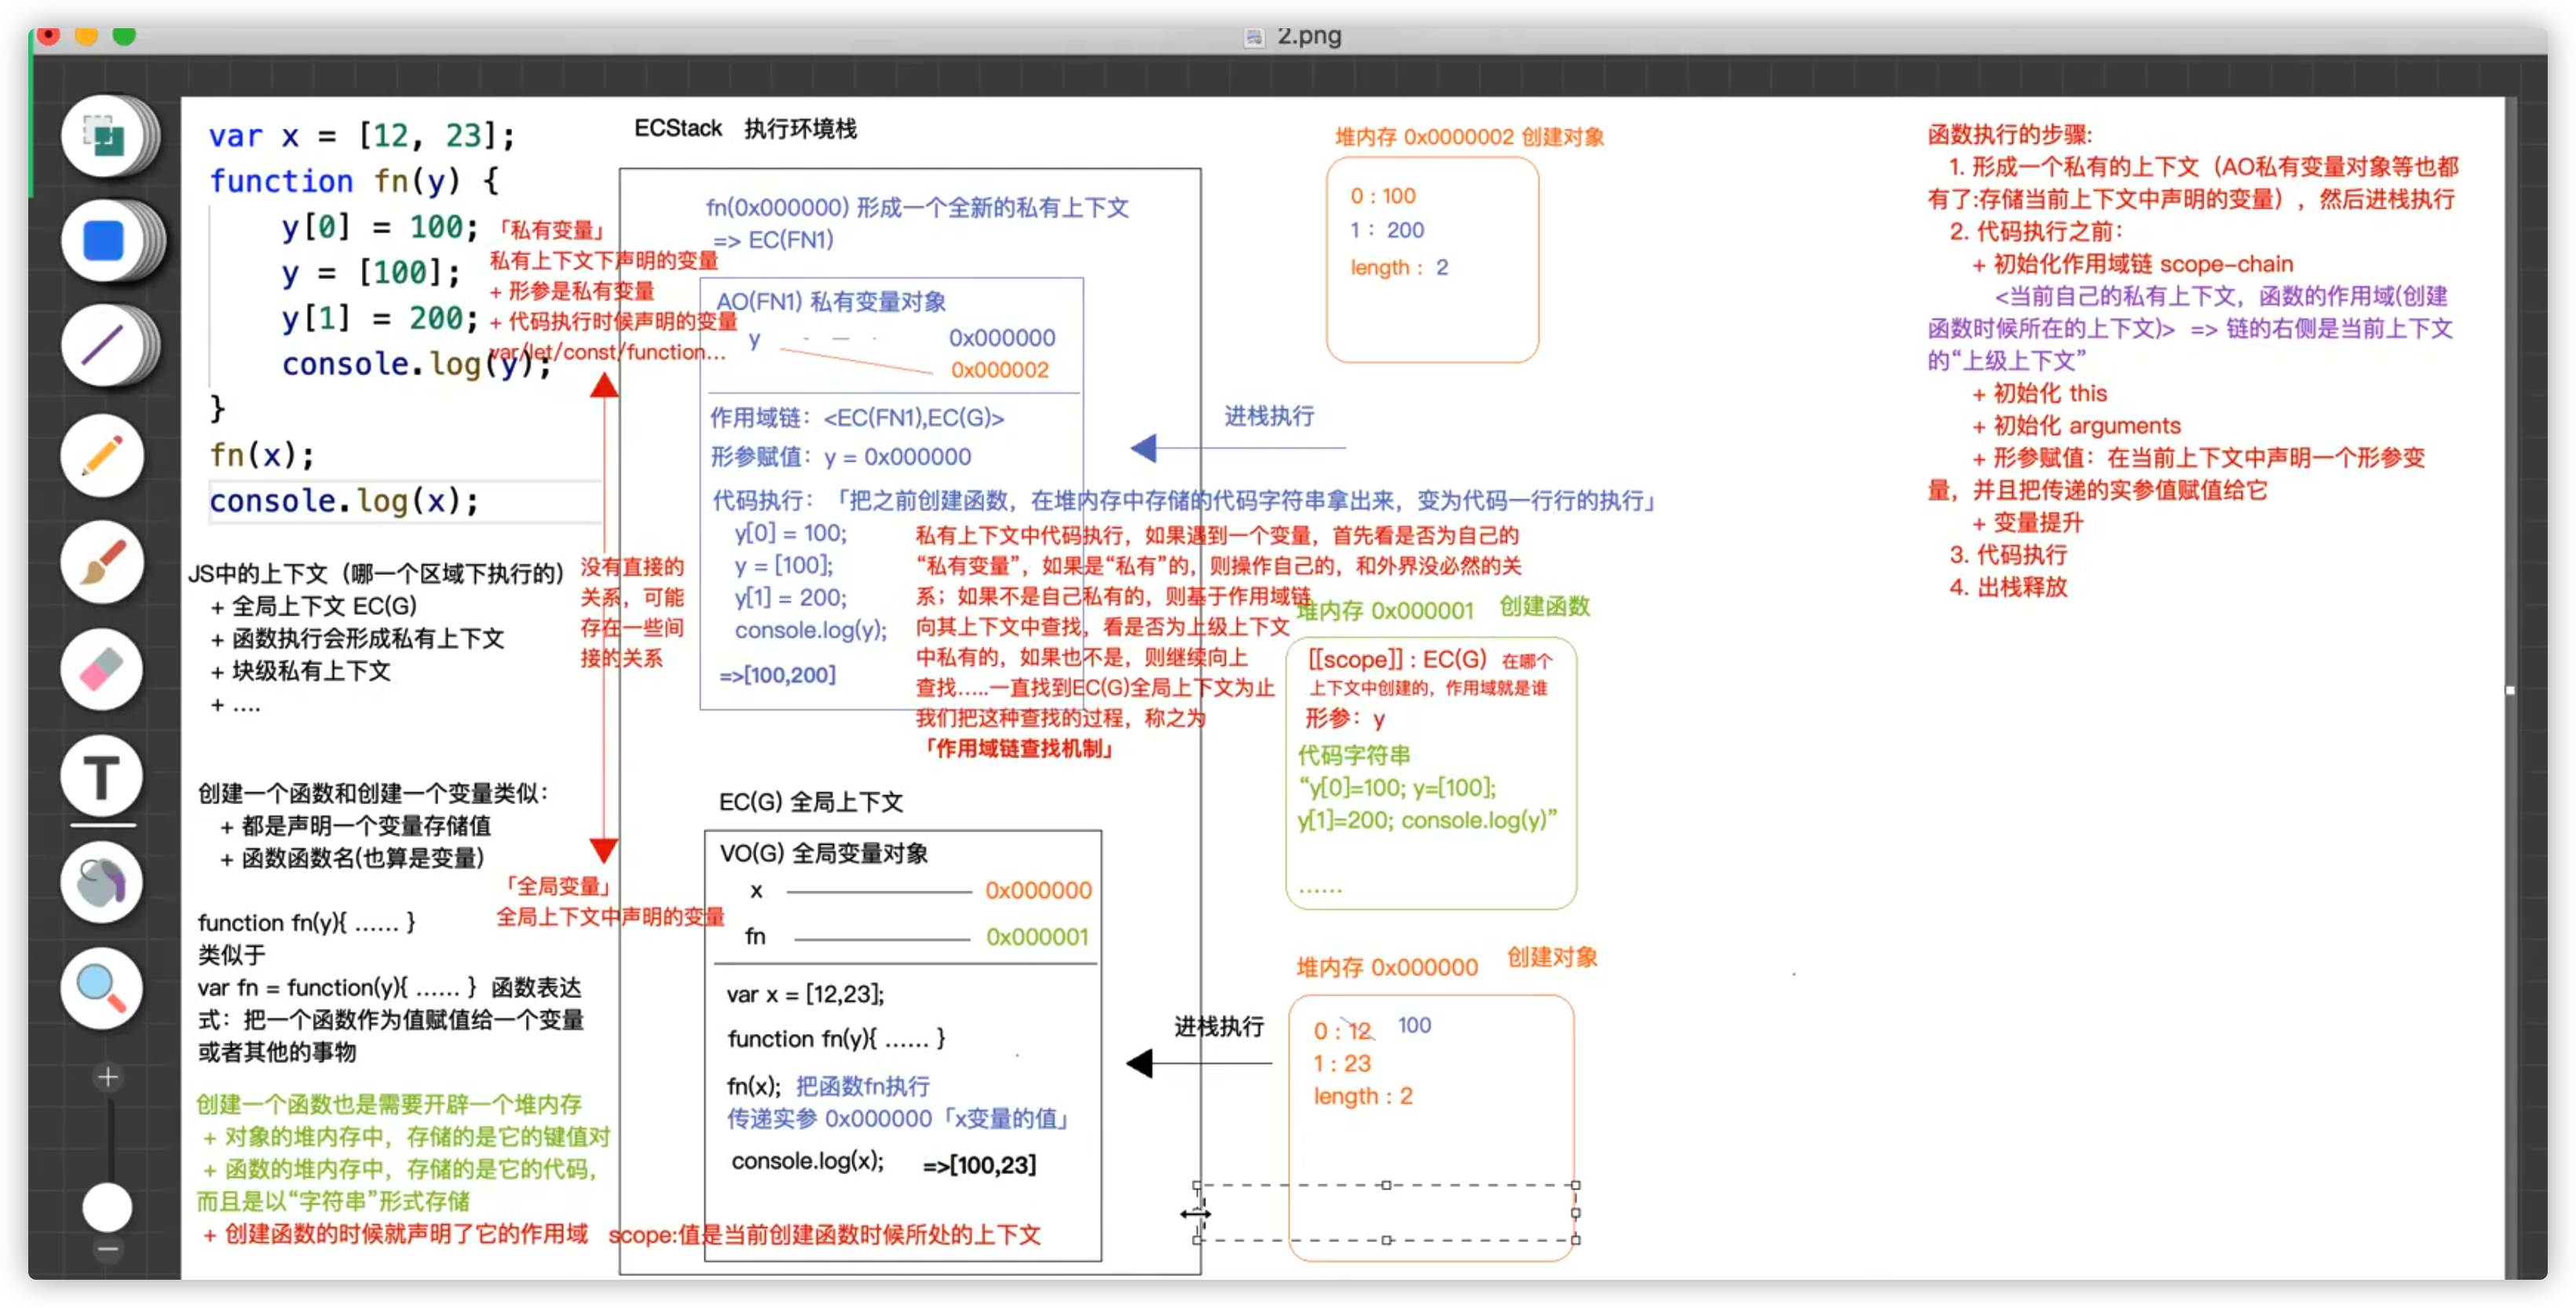 2.png
var x = [12, 23];
function fn(y) {
y[0] = 100;
y = [100];
y[1] = 200;
console.log(y);
}
fn(x);
console.log(x);
「私有变量」
私有上下文下声明的变量
+ 形参是私有变量
+ 代码执行时候声明的变量
var/let/const/function...
没有直接的
关系，可能
存在一些间
接的关系
「全局变量」
全局上下文中声明的变量
JS中的上下文（哪一个区域下执行的）
+ 全局上下文 EC(G)
+ 函数执行会形成私有上下文
+ 块级私有上下文
+ ....
创建一个函数和创建一个变量类似：
+ 都是声明一个变量存储值
+ 函数函数名(也算是变量)
function fn(y){ ...... }
类似于
var fn = function(y){ ...... } 函数表达
式：把一个函数作为值赋值给一个变量
或者其他的事物
创建一个函数也是需要开辟一个堆内存
+ 对象的堆内存中，存储的是它的键值对
+ 函数的堆内存中，存储的是它的代码，
而且是以“字符串”形式存储
+ 创建函数的时候就声明了它的作用域 scope:值是当前创建函数时候所处的上下文
ECStack 执行环境栈
fn(0x000000) 形成一个全新的私有上下文
=> EC(FN1)
AO(FN1) 私有变量对象
y 0x000000
0x000002
作用域链：<EC(FN1),EC(G)>
形参赋值：y = 0x000000
代码执行：「把之前创建函数，在堆内存中存储的代码字符串拿出来，变为代码一行行的执行」
y[0] = 100;
y = [100];
y[1] = 200;
console.log(y);
=>[100,200]
私有上下文中代码执行，如果遇到一个变量，首先看是否为自己的
“私有变量”，如果是“私有”的，则操作自己的，和外界没必然的关
系；如果不是自己私有的，则基于作用域链
向其上下文中查找，看是否为上级上下文
中私有的，如果也不是，则继续向上
查找.....一直找到EC(G)全局上下文为止
我们把这种查找的过程，称之为
「作用域链查找机制」
进栈执行
EC(G) 全局上下文
VO(G) 全局变量对象
x 0x000000
fn 0x000001
var x = [12,23];
function fn(y){ ...... }
fn(x); 把函数fn执行
传递实参 0x000000「x变量的值」
console.log(x); =>[100,23]
进栈执行
堆内存 0x0000002 创建对象
0 : 100
1 : 200
length : 2
堆内存 0x000001 创建函数
[[scope]] : EC(G) 在哪个
上下文中创建的，作用域就是谁
形参：y
代码字符串
“y[0]=100; y=[100];
y[1]=200; console.log(y)”
......
堆内存 0x000000 创建对象
0 : 12 100
1 : 23
length : 2
函数执行的步骤:
1. 形成一个私有的上下文（AO私有变量对象等也都
有了:存储当前上下文中声明的变量），然后进栈执行
2. 代码执行之前：
+ 初始化作用域链 scope-chain
<当前自己的私有上下文，函数的作用域(创建
函数时候所在的上下文)> => 链的右侧是当前上下文
的“上级上下文”
+ 初始化 this
+ 初始化 arguments
+ 形参赋值：在当前上下文中声明一个形参变
量，并且把传递的实参值赋值给它
+ 变量提升
3. 代码执行
4. 出栈释放
T